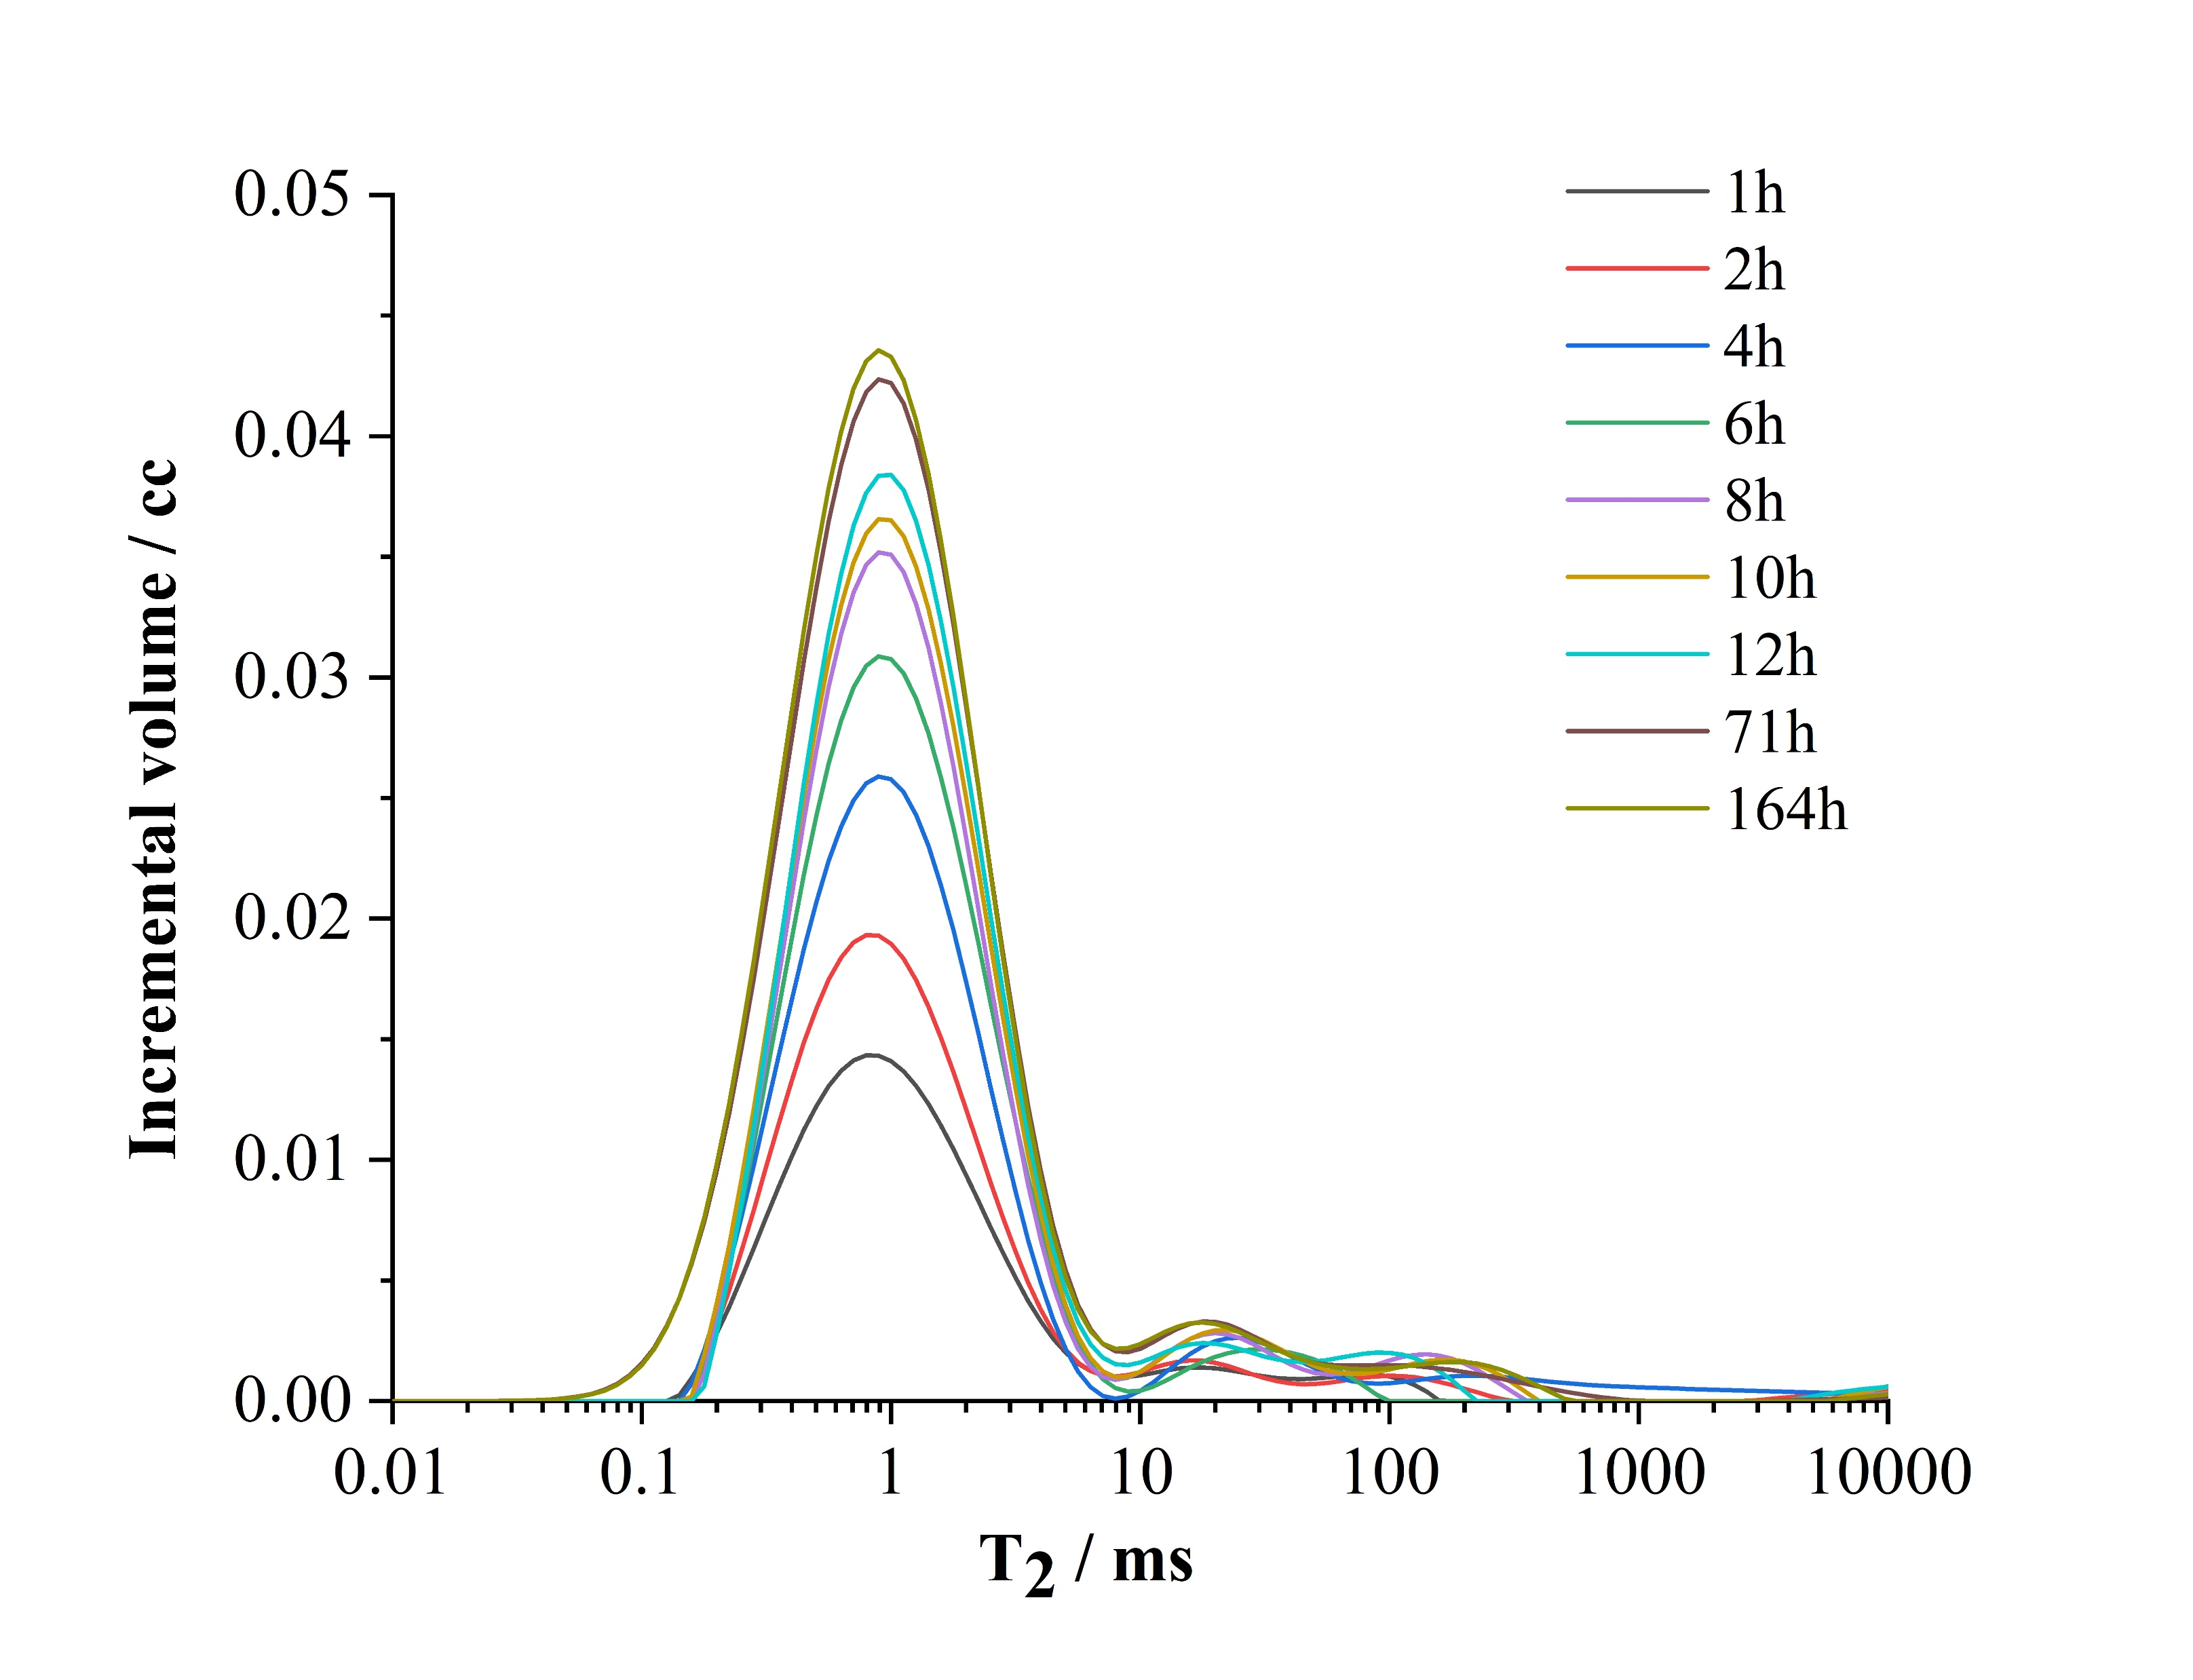 0.05
0.04
0.03
0.02
0.01
0.00
Incremental volume / cc
0.01 0.1 1 10 100 1000 10000
T₂ / ms
1h
2h
4h
6h
8h
10h
12h
71h
164h